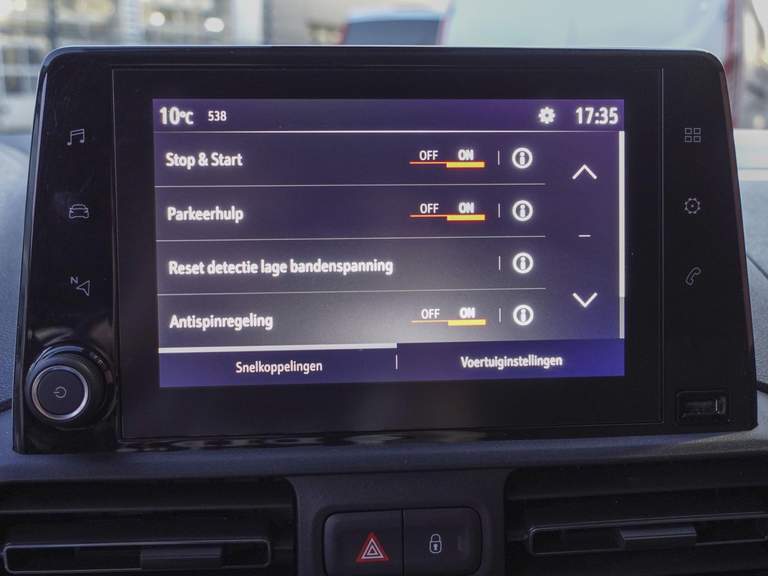 10°C 538 17:35
Stop & Start OFF ON
Parkeerhulp OFF ON
Reset detectie lage bandenspanning
Antispinregeling OFF ON
Snelkoppelingen Voertuiginstellingen
N